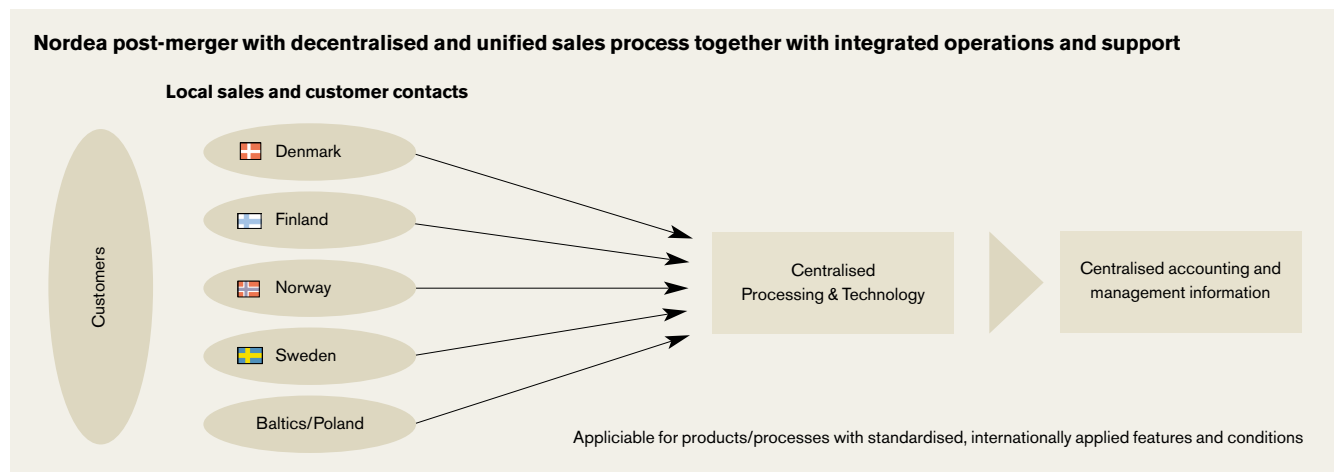 Nordea post-merger with decentralised and unified sales process together with integrated operations and support
Local sales and customer contacts
Customers
Denmark
Finland
Norway
Sweden
Baltics/Poland
Centralised
Processing & Technology
Centralised accounting and
management information
Appliciable for products/processes with standardised, internationally applied features and conditions